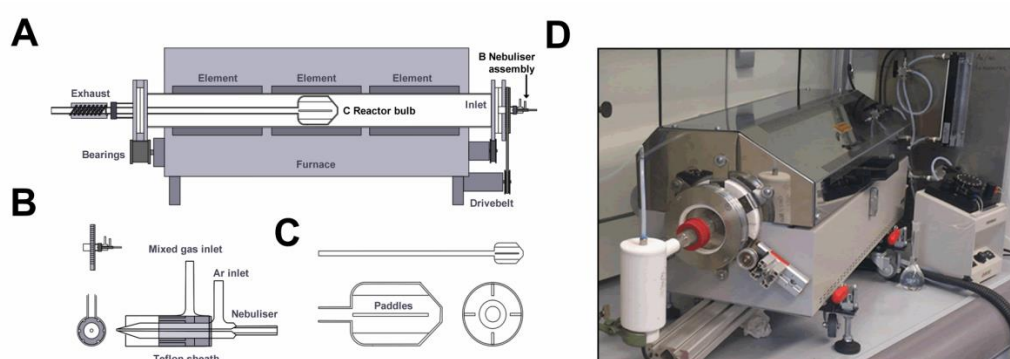 A
Element
Element
Element
B Nebuliser
assembly
Exhaust
Inlet
C Reactor bulb
Bearings
Furnace
Drivebelt
B
Mixed gas inlet
Ar inlet
Nebuliser
Teflon sheath
C
Paddles
D